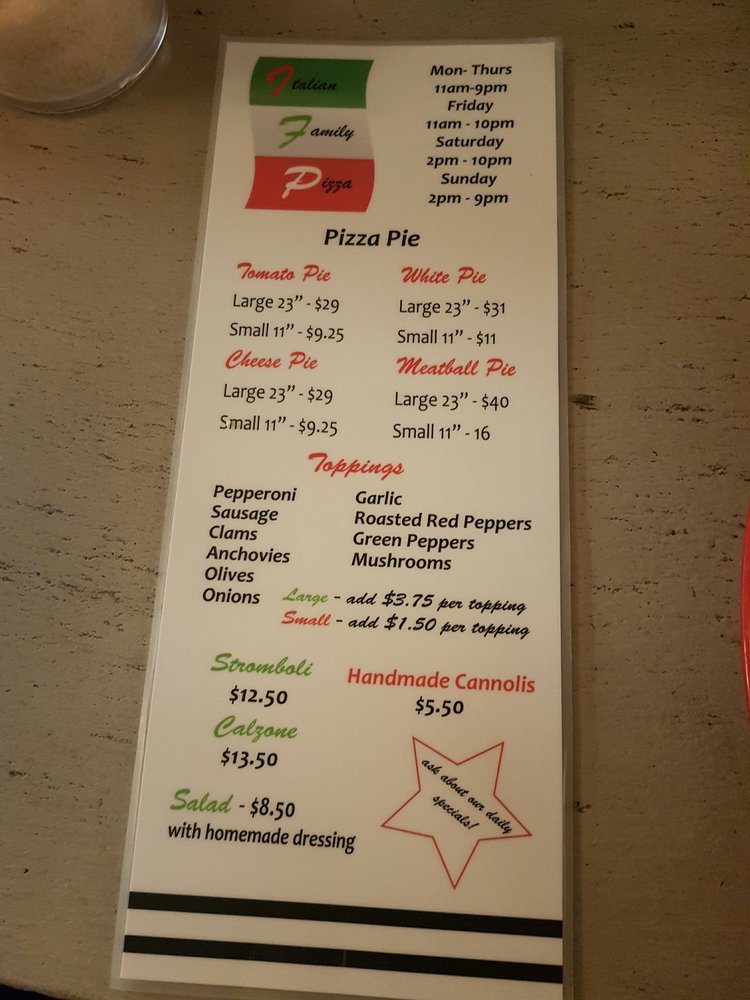 Italian
Family
Pizza
Mon- Thurs
11am-9pm
Friday
11am - 10pm
Saturday
2pm - 10pm
Sunday
2pm - 9pm
Pizza Pie
Tomato Pie
Large 23” - $29
Small 11” - $9.25
White Pie
Large 23” - $31
Small 11” - $11
Cheese Pie
Large 23” - $29
Small 11” - $9.25
Meatball Pie
Large 23” - $40
Small 11” - 16
Toppings
Pepperoni
Sausage
Clams
Anchovies
Olives
Onions
Garlic
Roasted Red Peppers
Green Peppers
Mushrooms
Large - add $3.75 per topping
Small - add $1.50 per topping
Stromboli
$12.50
Calzone
$13.50
Handmade Cannolis
$5.50
Salad - $8.50
with homemade dressing
ask about our daily
specials!